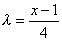 λ = (x − 1)/4